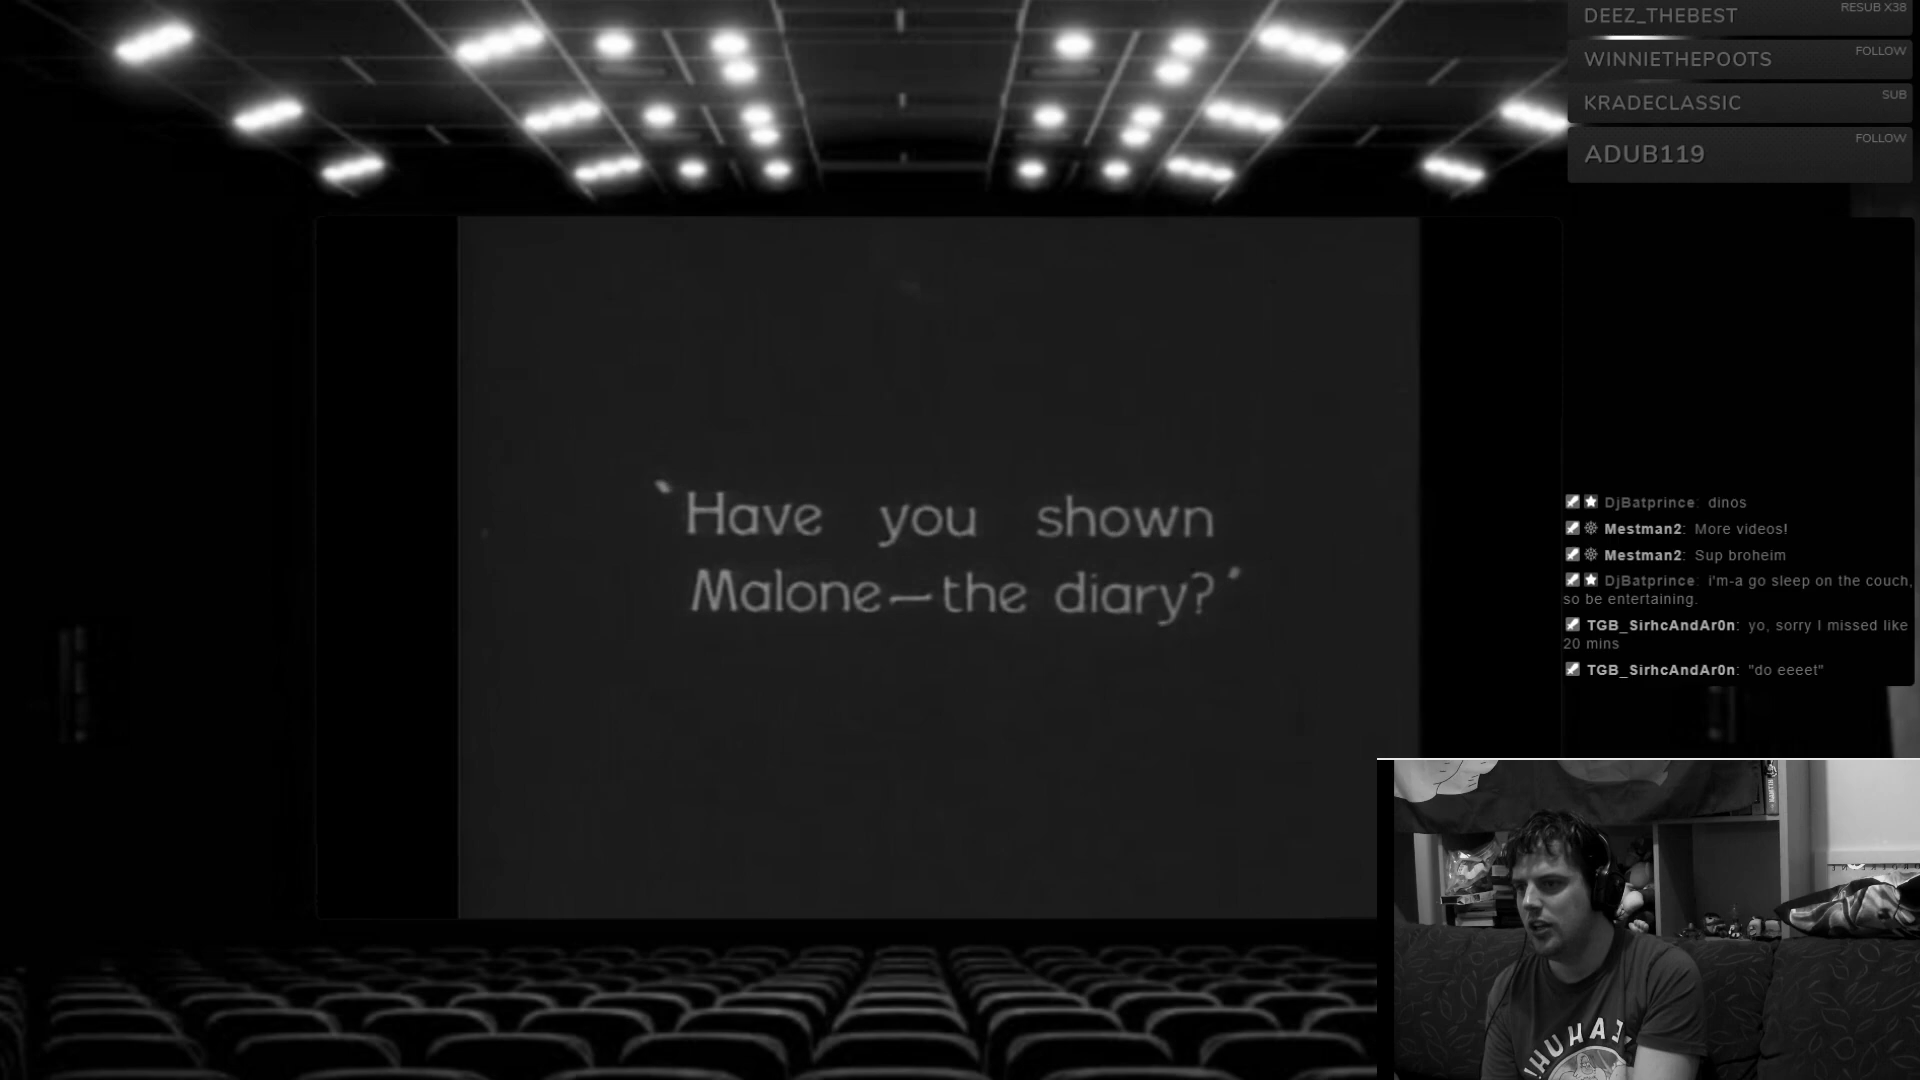 DEEZ_THEBEST
RESUB X38
WINNIETHEPOOTS
FOLLOW
KRADECLASSIC
SUB
ADUB119
FOLLOW
‛Have you shown
Malone—the diary?’
DjBatprince: dinos
Mestman2: More videos!
Mestman2: Sup broheim
DjBatprince: i'm-a go sleep on the couch,
so be entertaining.
TGB_SirhcAndAr0n: yo, sorry I missed like
20 mins
TGB_SirhcAndAr0n: "do eeeet"